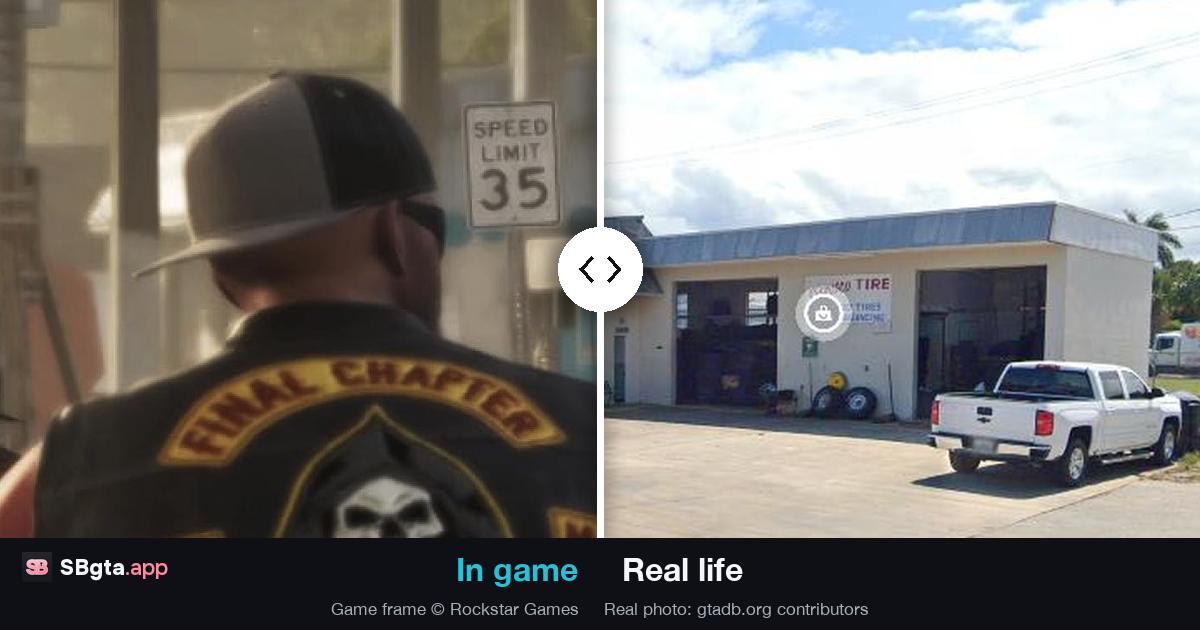 SPEED
LIMIT
35
FINAL CHAPTER
TIRE
TIRES
SBgta.app
In game
Real life
Game frame © Rockstar Games
Real photo: gtadb.org contributors